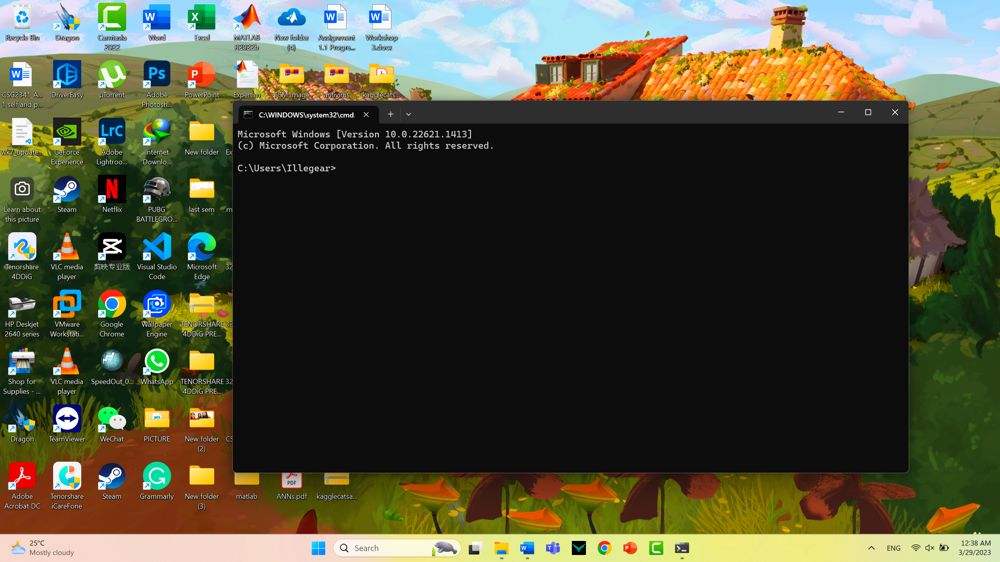 Recycle Bin
Dragon
Camtasia
2022
Word
Excel
MATLAB
R2022b
New folder
(4)
Assignment
1.1 Progre...
Workshop
3.docx
CSG2341_A...
1 self and p...
DriverEasy
µTorrent
Adobe
Photosh...
PowerPoint
Expert.m
TCM Image
antivirus
kagglecats...
wk7_update...
GeForce
Experience
Adobe
Lightroo...
Internet
Downlo...
New folder
Ex
Learn about
this picture
Steam
Netflix
PUBG
BATTLEGRO...
last sem
m
Tenorshare
4DDiG
VLC media
player
剪映专业版
Visual Studio
Code
Microsoft
Edge
32
HP Deskjet
2640 series
VMware
Workstati...
Google
Chrome
Wallpaper
Engine
TENORSHARE
4DDiG PRE...
32
Shop for
Supplies - ...
VLC media
player
SpeedOut_0...
WhatsApp
TENORSHARE
4DDiG PRE...
32
Dragon
TeamViewer
WeChat
PICTURE
New folder
(2)
CS
Adobe
Acrobat DC
Tenorshare
iCareFone
Steam
Grammarly
New folder
(3)
matlab
PDF
ANNs.pdf
kagglecatsa...
C:\WINDOWS\system32\cmd.
Microsoft Windows [Version 10.0.22621.1413]
(c) Microsoft Corporation. All rights reserved.
C:\Users\Illegear>
25°C
Mostly cloudy
Search
ENG
12:38 AM
3/29/2023